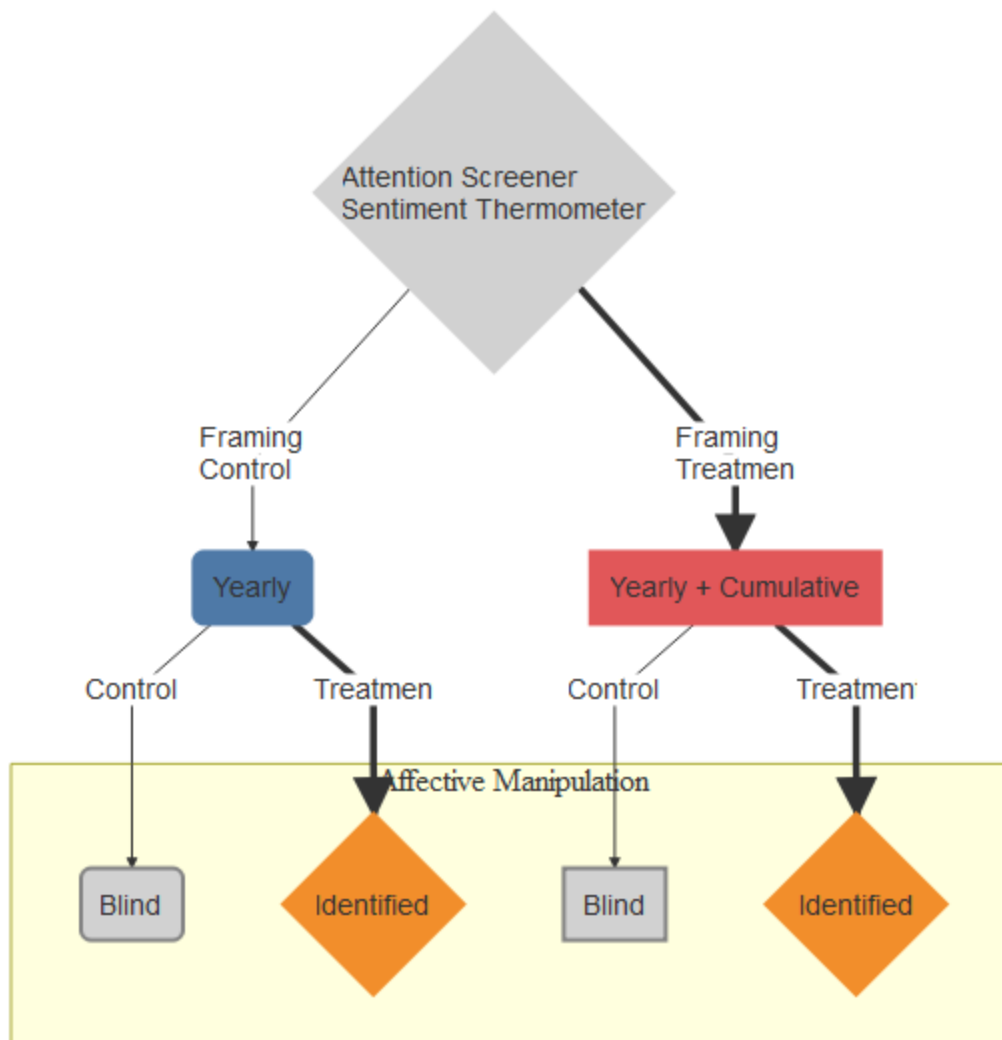 Attention Screener
Sentiment Thermometer
Framing
Control
Framing
Treatmen
Yearly
Yearly + Cumulative
Control
Treatmen
Control
Treatment
Affective Manipulation
Blind
Identified
Blind
Identified